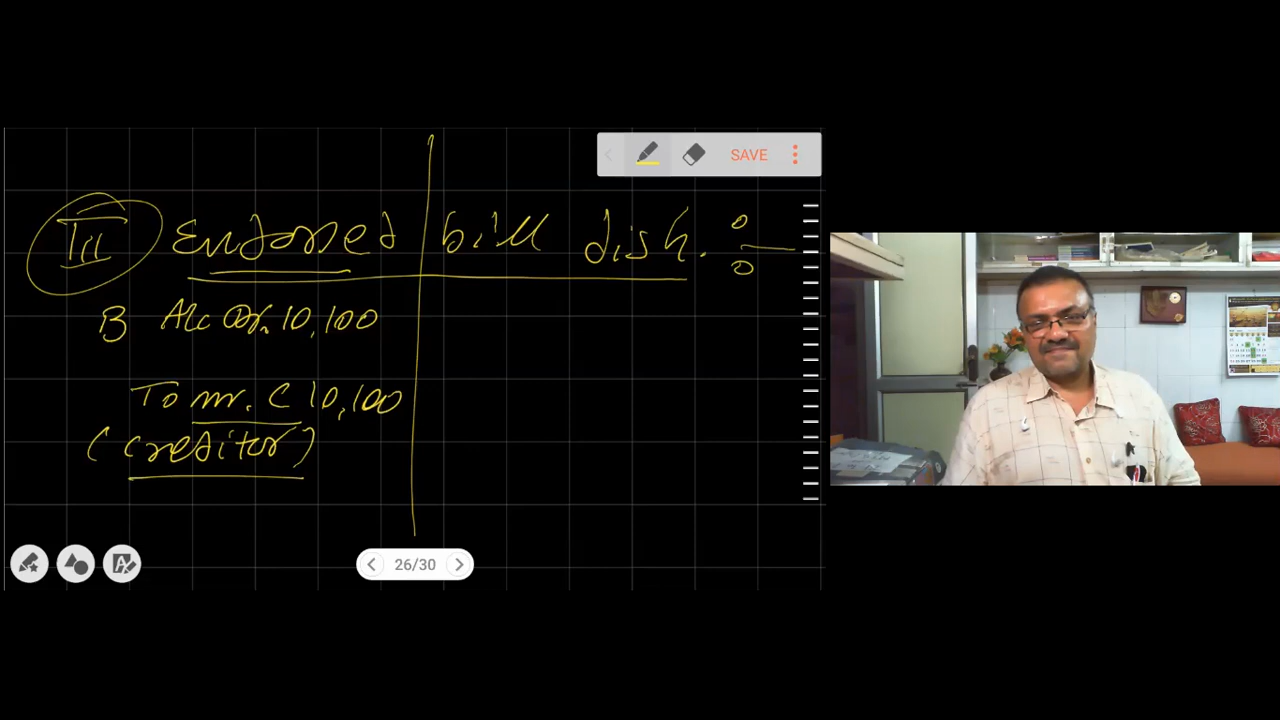 SAVE
III Endorsed bill dish. :-
B A/c Dr. 10,100
To mr. C 10,100
(creditor)
26/30